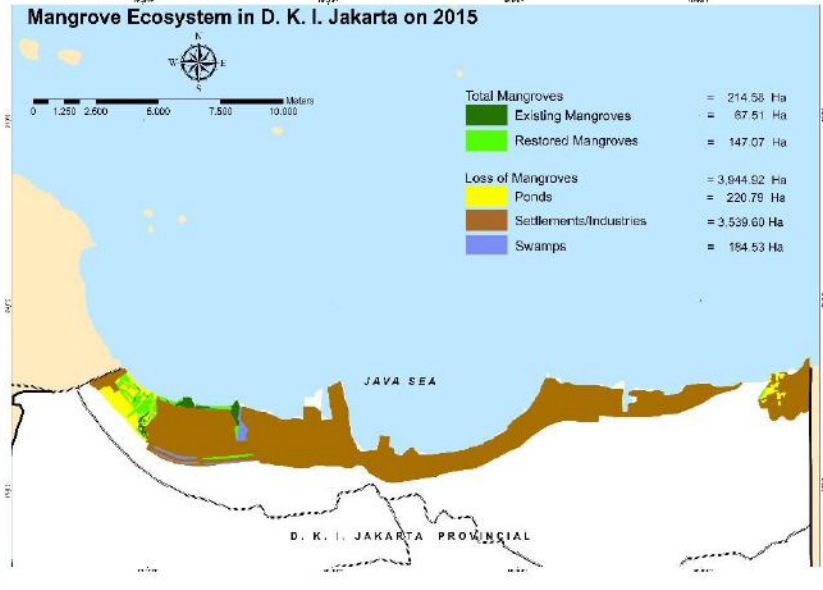 Mangrove Ecosystem in D. K. I. Jakarta on 2015
N
W E
S
Meters
0 1.250 2.500 5.000 7.500 10.000
Total Mangroves = 214.58 Ha
Existing Mangroves = 67.51 Ha
Restored Mangroves = 147.07 Ha
Loss of Mangroves = 3,944.92 Ha
Ponds = 220.79 Ha
Settlements/Industries = 3,539.60 Ha
Swamps = 184.53 Ha
JAVA SEA
D. K. I. JAKARTA PROVINCIAL